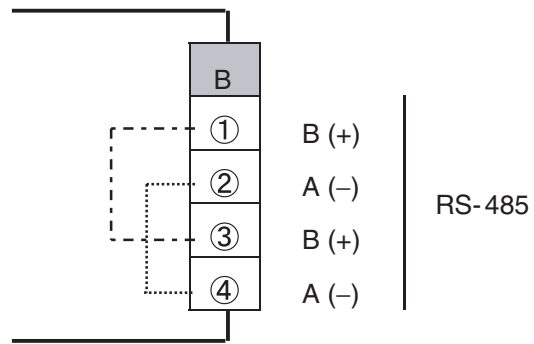 B
① B (+)
② A (−)
RS-485
③ B (+)
④ A (−)